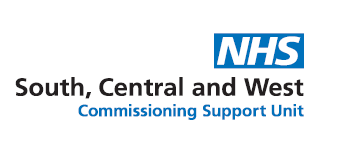 NHS
South, Central and West
Commissioning Support Unit